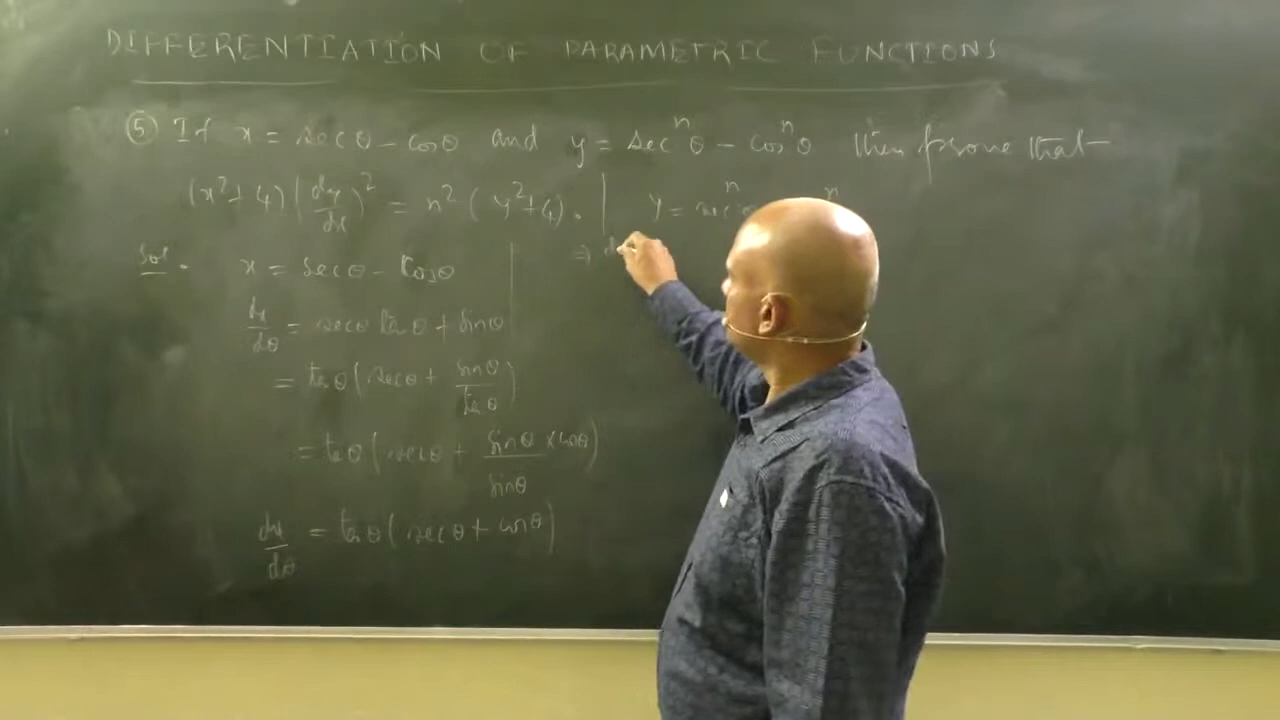 DIFFERENTIATION OF PARAMETRIC FUNCTIONS
⑤ If x = secθ − cosθ and y = secⁿθ − cosⁿθ then prove that
(x²+4)(dy/dx)² = n²(y²+4).
Sol. x = secθ − cosθ
dx/dθ = secθ tanθ + sinθ
= tanθ(secθ + sinθ/tanθ)
= tanθ(secθ + sinθ × cosθ/sinθ)
dx/dθ = tanθ(secθ + cosθ)
y = secⁿ
⇒ d